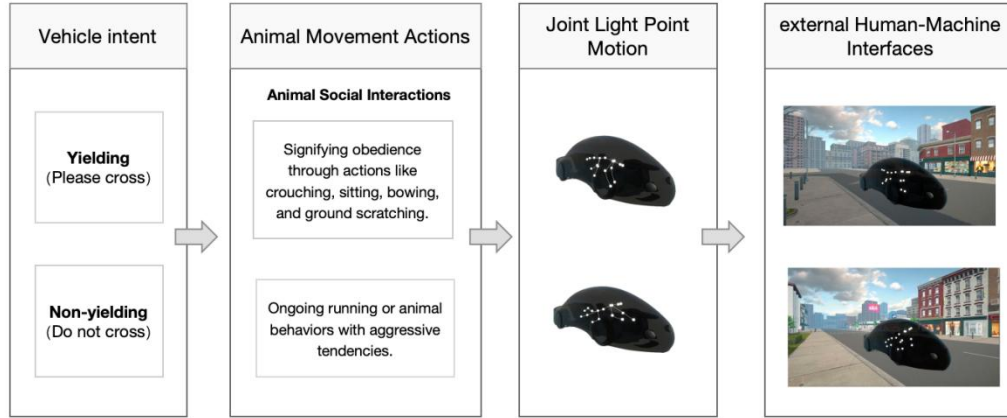 Vehicle intent
Yielding
(Please cross)
Non-yielding
(Do not cross)
Animal Movement Actions
Animal Social Interactions
Signifying obedience
through actions like
crouching, sitting, bowing,
and ground scratching.
Ongoing running or animal
behaviors with aggressive
tendencies.
Joint Light Point
Motion
external Human-Machine
Interfaces